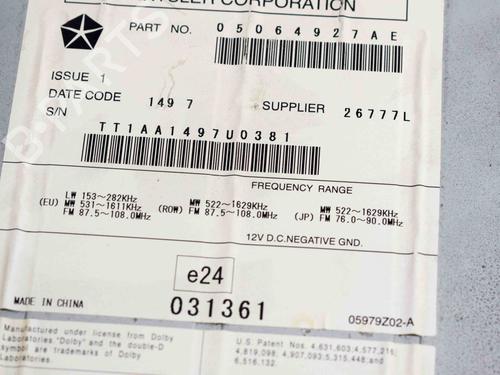 CORPORATION
PART NO. 05064927AE
ISSUE 1
DATE CODE 149 7 SUPPLIER 26777L
S/N TT1AA1497U0381
FREQUENCY RANGE
(EU) LW 153~282KHz MW 531~1611KHz FM 87.5~108.0MHz
(ROW) MW 522~1629KHz FM 87.5~108.0MHz
(JP) MW 522~1629KHz FM 76.0~90.0MHz
12V D.C.NEGATIVE GND.
e24
MADE IN CHINA 031361 05979Z02-A
Manufactured under license from Dolby
Laboratories. "Dolby" and the double-D
symbol are trademarks of Dolby
Laboratories.
U.S. Patent Nos. 4,631,603,4,577,216,
4,819,098; 4,907,093;5,315,448;and
6,516,132.